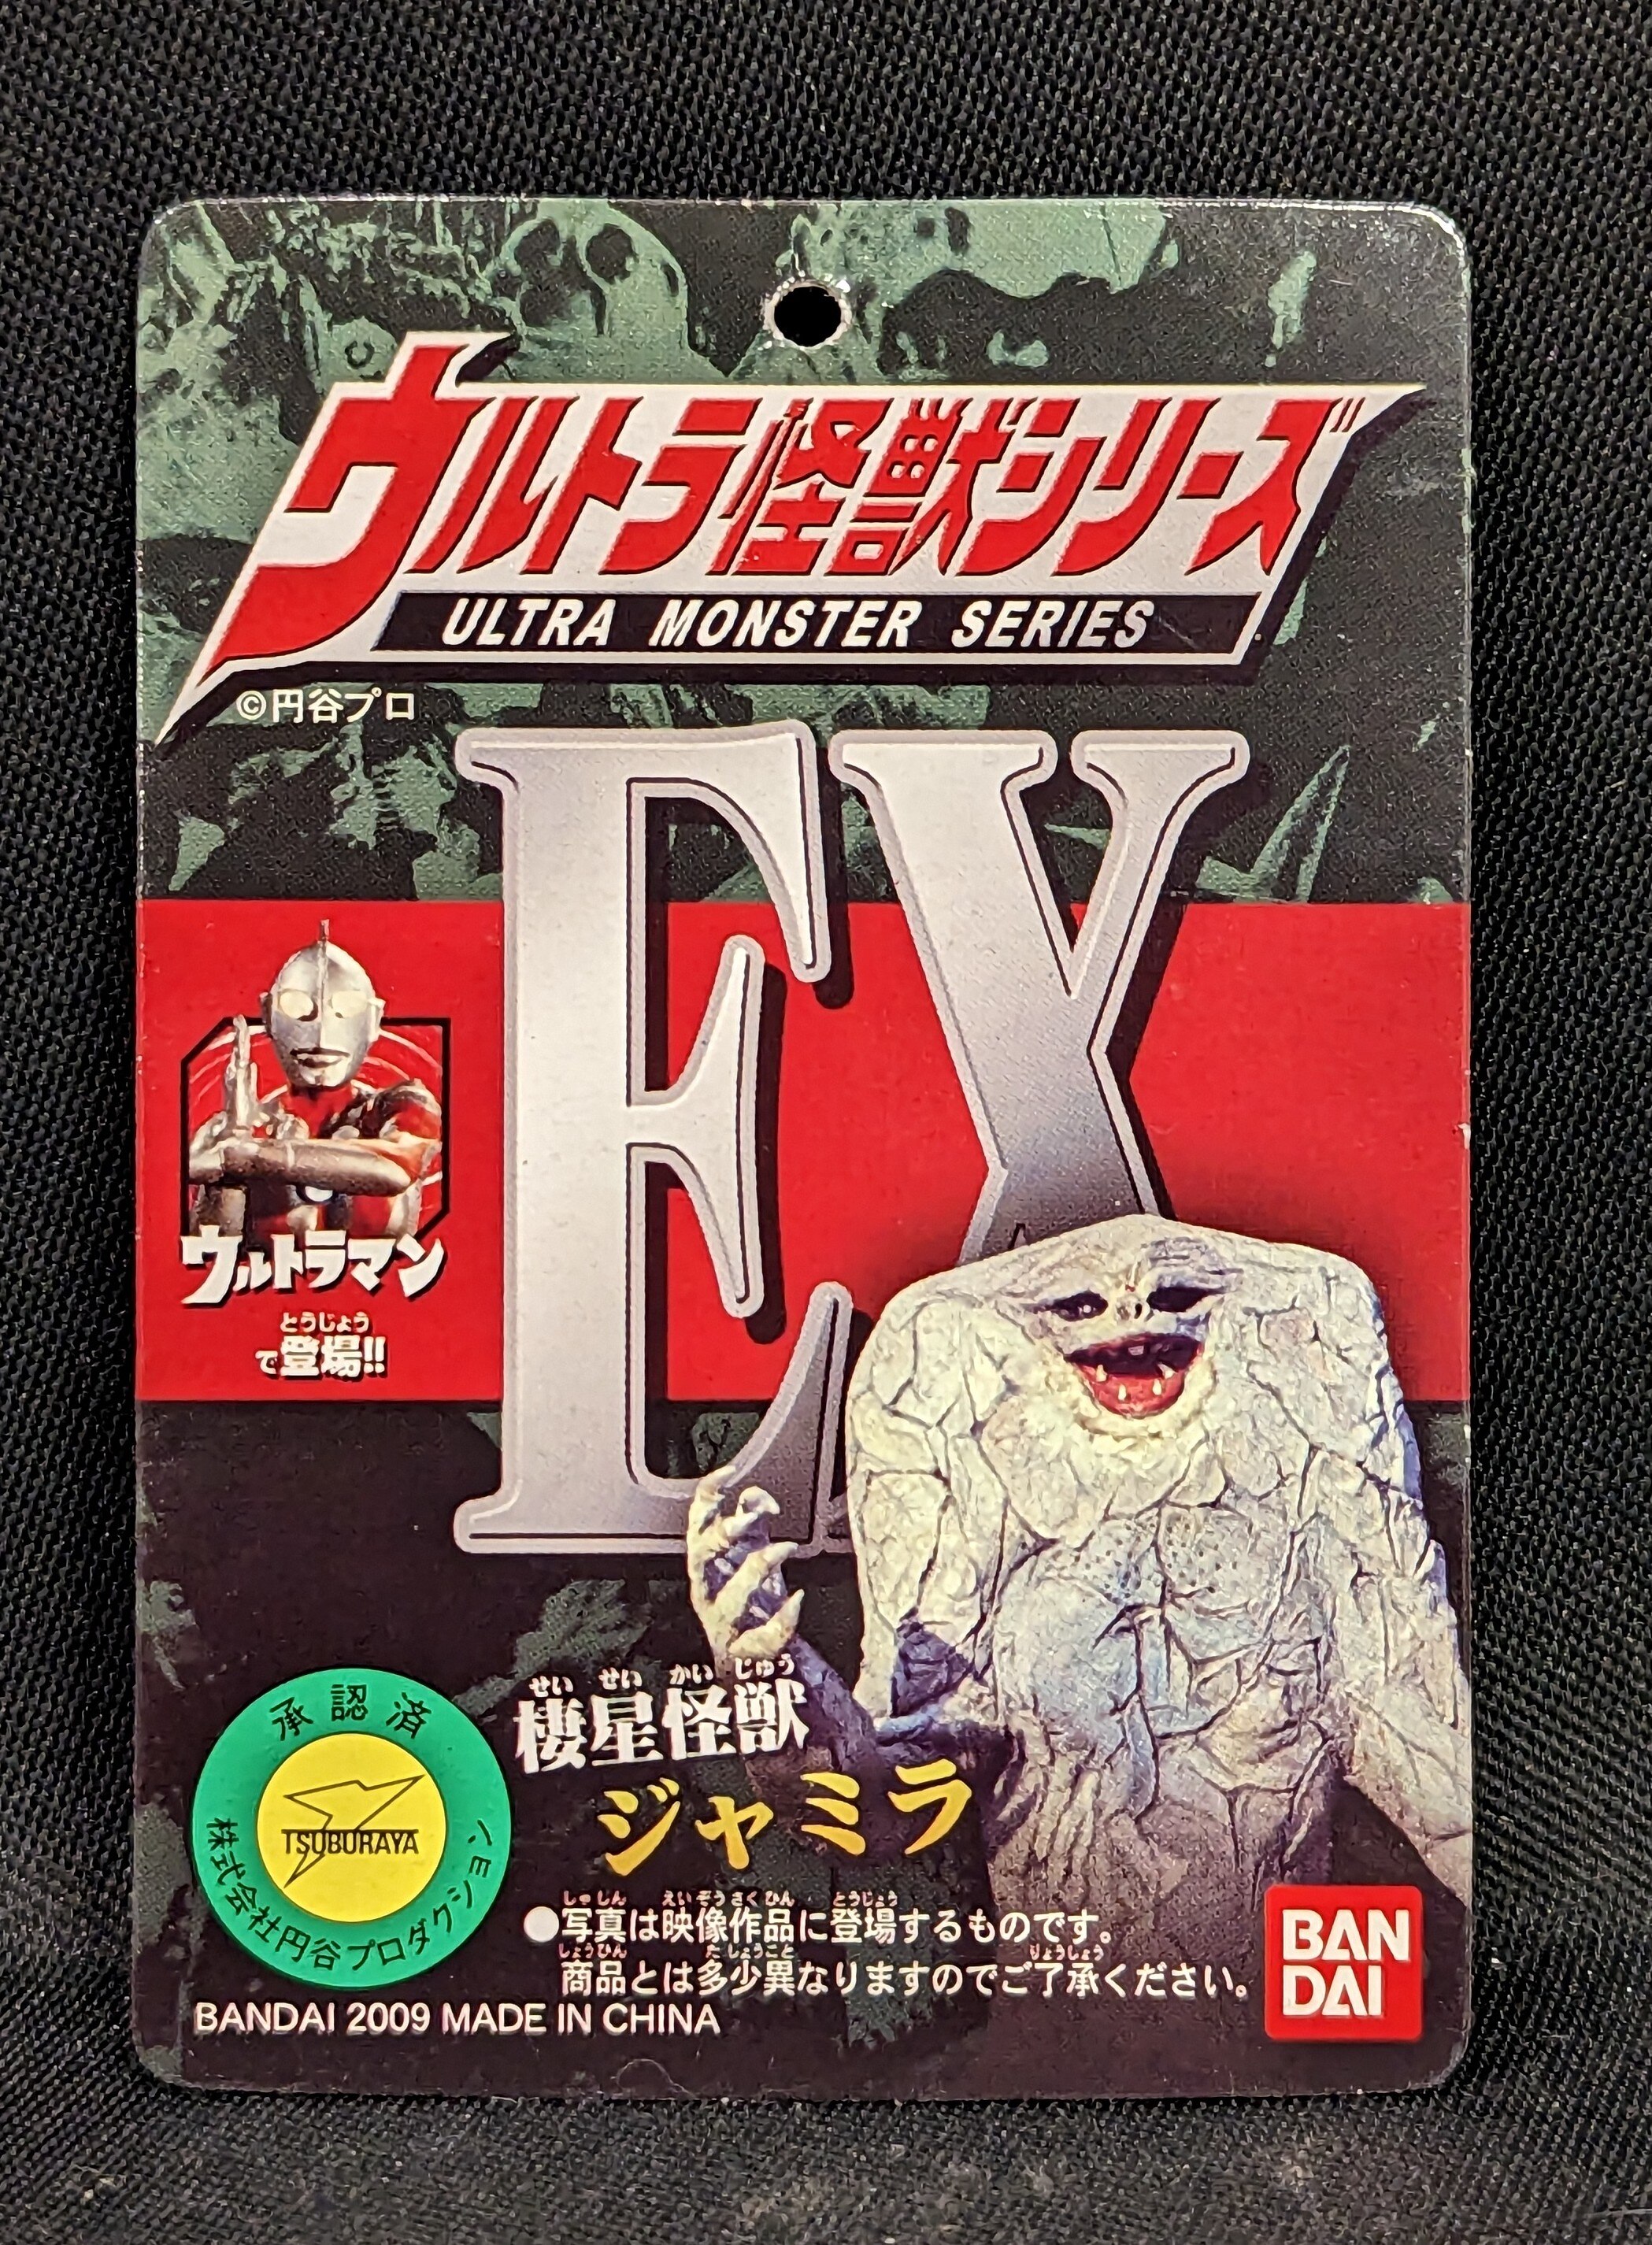 ウルトラ怪獣シリーズ
ULTRA MONSTER SERIES
©円谷プロ
EX
ウルトラマン
とうじょう
で登場!!
せい せい かい じゅう
棲星怪獣
ジャミラ
承認済
TSUBURAYA
株式会社円谷プロダクション
しゃしん えいぞうさくひん とうじょう
●写真は映像作品に登場するものです。
しょうひん たしょうこと りょうしょう
商品とは多少異なりますのでご了承ください。
BANDAI 2009 MADE IN CHINA
BAN
DAI